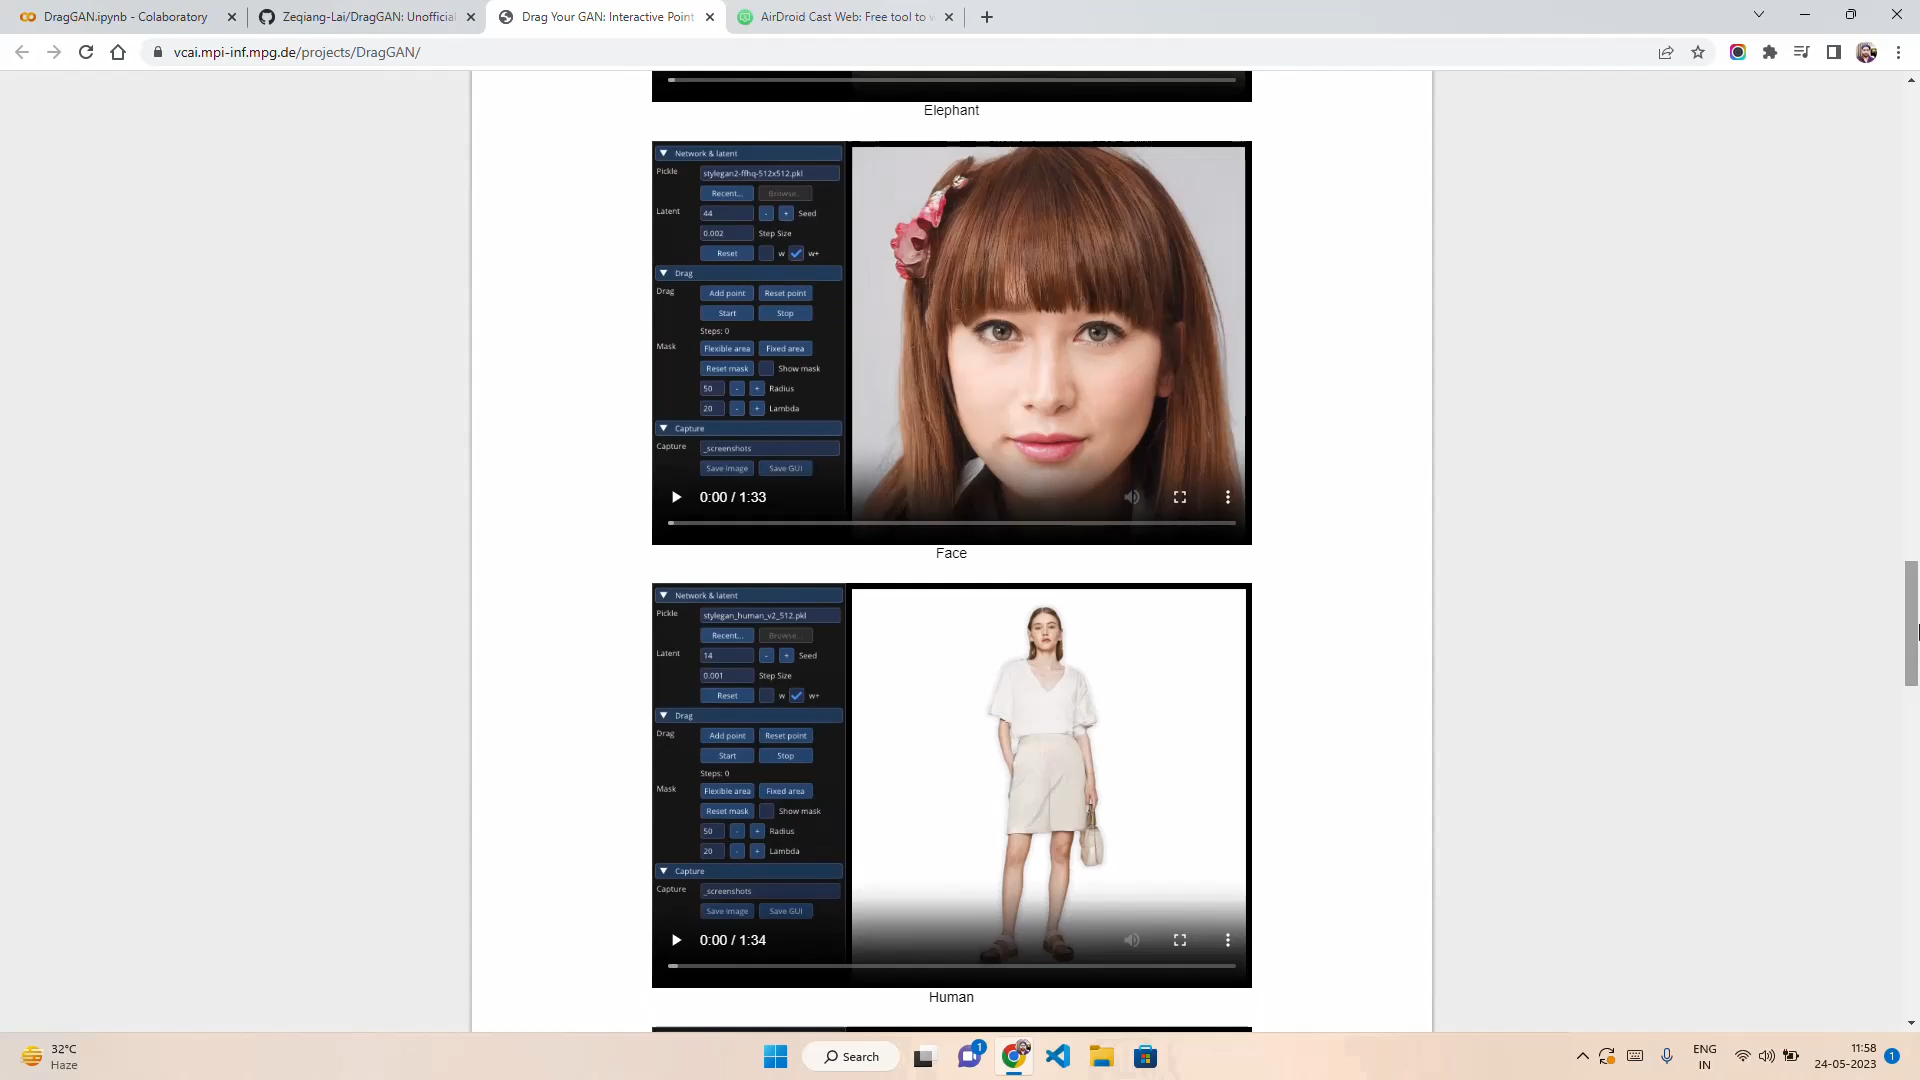 DragGAN.ipynb - Colaboratory
Zeqiang-Lai/DragGAN: Unofficial
Drag Your GAN: Interactive Point
AirDroid Cast Web: Free tool to
vcai.mpi-inf.mpg.de/projects/DragGAN/
Elephant
Network & latent
Pickle stylegan2-ffhq-512x512.pkl
Recent... Browse...
Latent 44 - + Seed
0.002 Step Size
Reset w w+
Drag
Drag Add point Reset point
Start Stop
Steps: 0
Mask Flexible area Fixed area
Reset mask Show mask
50 - + Radius
20 - + Lambda
Capture
Capture _screenshots
Save image Save GUI
0:00 / 1:33
Face
Network & latent
Pickle stylegan_human_v2_512.pkl
Recent... Browse...
Latent 14 - + Seed
0.001 Step Size
Reset w w+
Drag
Drag Add point Reset point
Start Stop
Steps: 0
Mask Flexible area Fixed area
Reset mask Show mask
50 - + Radius
20 - + Lambda
Capture
Capture _screenshots
Save image Save GUI
0:00 / 1:34
Human
32°C
Haze
Search
1
ENG
IN
11:58
24-05-2023
1